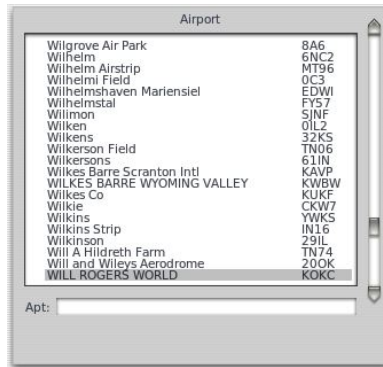 Airport
Wilgrove Air Park 8A6
Wilhelm 6NC2
Wilhelm Airstrip MT96
Wilhelmi Field 0C3
Wilhelmshaven Mariensiel EDWI
Wilhelmstal FY57
Wilimon SJNF
Wilken 0IL2
Wilkens 32KS
Wilkerson Field TN06
Wilkersons 61IN
Wilkes Barre Scranton Intl KAVP
WILKES BARRE WYOMING VALLEY KWBW
Wilkes Co KUKF
Wilkie CKW7
Wilkins YWKS
Wilkins Strip IN16
Wilkinson 29IL
Will A Hildreth Farm TN74
Will and Wileys Aerodrome 20OK
WILL ROGERS WORLD KOKC
Apt: